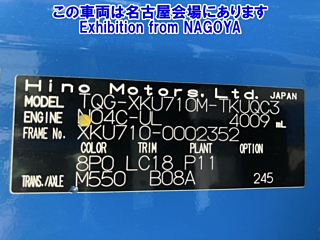 この車両は名古屋会場にあります
Exhibition from NAGOYA
Hino Motors, Ltd. JAPAN
MODEL TQG-XKU710M-TKUQC3
ENGINE N04C-UL 4009 mL
FRAME No. XKU710-0002352
COLOR TRIM PLANT OPTION
8P0 LC18 P11
TRANS./AXLE M550 B08A 245